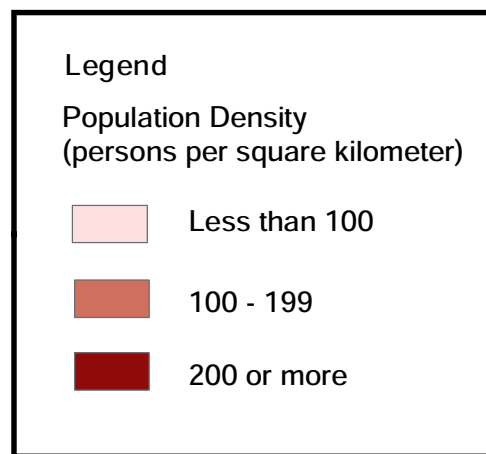 Legend
Population Density
(persons per square kilometer)
Less than 100
100 - 199
200 or more